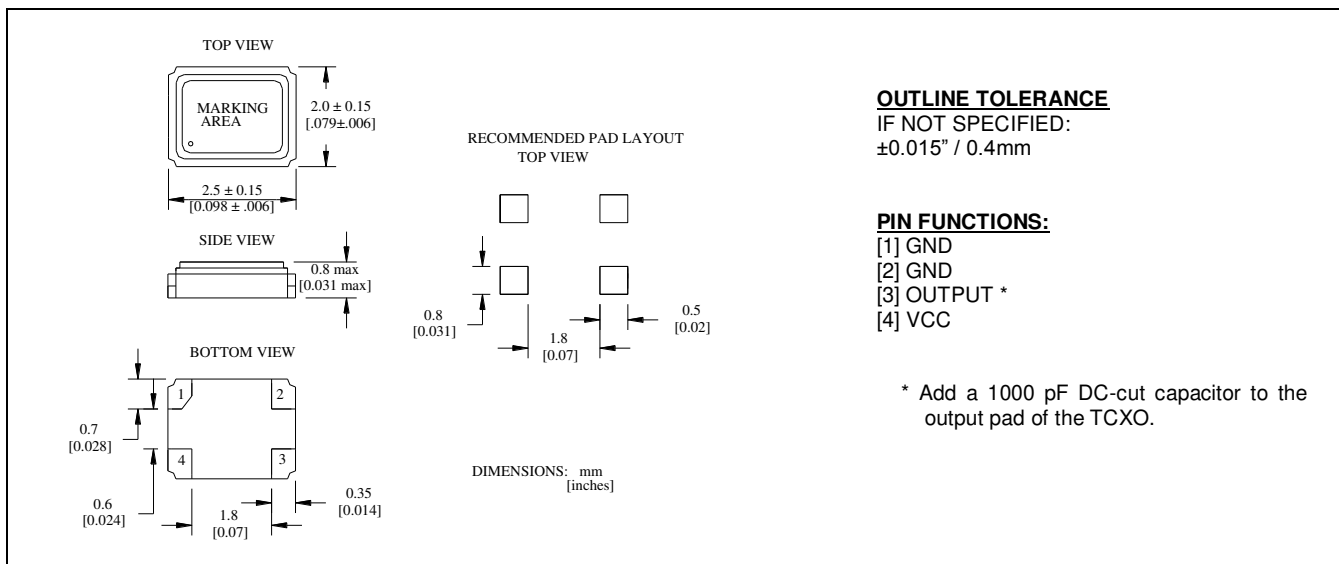 TOP VIEW
MARKING
AREA
2.0 ± 0.15
[.079±.006]
2.5 ± 0.15
[0.098 ± .006]
SIDE VIEW
0.8 max
[0.031 max]
BOTTOM VIEW
1
2
4
3
0.7
[0.028]
0.6
[0.024]
1.8
[0.07]
0.35
[0.014]
RECOMMENDED PAD LAYOUT
TOP VIEW
0.8
[0.031]
1.8
[0.07]
0.5
[0.02]
DIMENSIONS: mm
[inches]
OUTLINE TOLERANCE
IF NOT SPECIFIED:
±0.015” / 0.4mm
PIN FUNCTIONS:
[1] GND
[2] GND
[3] OUTPUT *
[4] VCC
* Add a 1000 pF DC-cut capacitor to the
output pad of the TCXO.